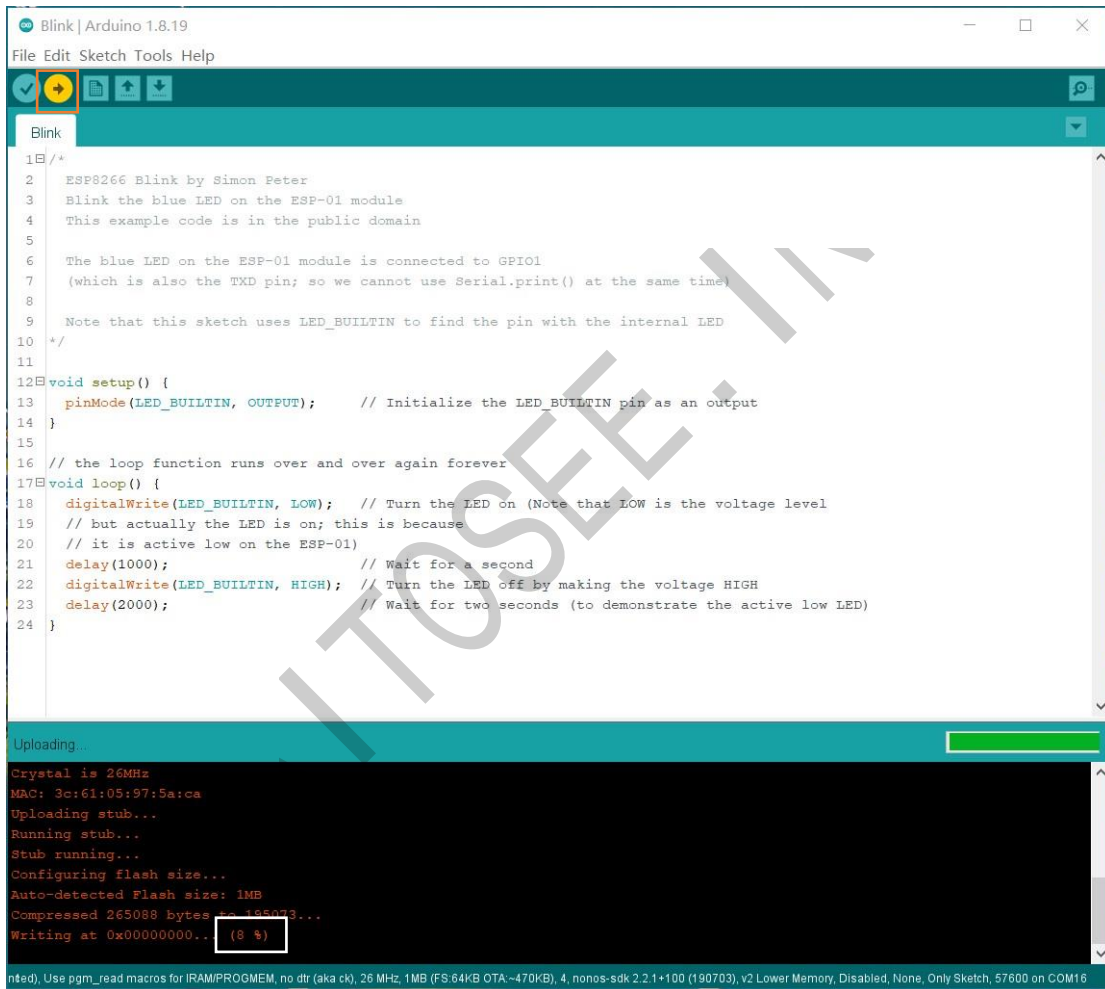 Blink | Arduino 1.8.19
File Edit Sketch Tools Help
Blink
1 /*
2 ESP8266 Blink by Simon Peter
3 Blink the blue LED on the ESP-01 module
4 This example code is in the public domain
5
6 The blue LED on the ESP-01 module is connected to GPIO1
7 (which is also the TXD pin; so we cannot use Serial.print() at the same time)
8
9 Note that this sketch uses LED_BUILTIN to find the pin with the internal LED
10 */
11
12 void setup() {
13 pinMode(LED_BUILTIN, OUTPUT); // Initialize the LED_BUILTIN pin as an output
14 }
15
16 // the loop function runs over and over again forever
17 void loop() {
18 digitalWrite(LED_BUILTIN, LOW); // Turn the LED on (Note that LOW is the voltage level
19 // but actually the LED is on; this is because
20 // it is active low on the ESP-01)
21 delay(1000); // Wait for a second
22 digitalWrite(LED_BUILTIN, HIGH); // Turn the LED off by making the voltage HIGH
23 delay(2000); // Wait for two seconds (to demonstrate the active low LED)
24 }
Uploading...
Crystal is 26MHz
MAC: 3c:61:05:97:5a:ca
Uploading stub...
Running stub...
Stub running...
Configuring flash size...
Auto-detected Flash size: 1MB
Compressed 265088 bytes to 195073...
Writing at 0x00000000... (8 %)
nted), Use pgm_read macros for IRAM/PROGMEM, no dtr (aka ck), 26 MHz, 1MB (FS:64KB OTA:~470KB), 4, nonos-sdk 2.2.1+100 (190703), v2 Lower Memory, Disabled, None, Only Sketch, 57600 on COM16